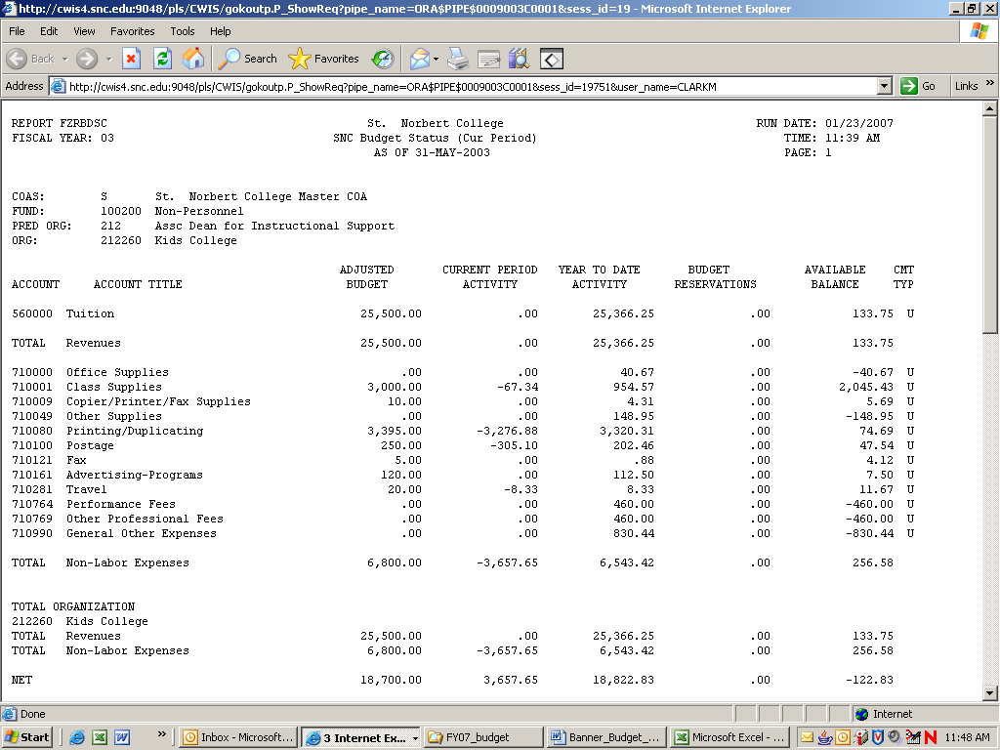 http://cwis4.snc.edu:9048/pls/CWIS/gokoutp.P_ShowReq?pipe_name=ORA$PIPE$0009003C0001&sess_id=19 - Microsoft Internet Explorer
File Edit View Favorites Tools Help
Back Search Favorites
Address http://cwis4.snc.edu:9048/pls/CWIS/gokoutp.P_ShowReq?pipe_name=ORA$PIPE$0009003C0001&sess_id=19751&user_name=CLARKM Go Links »
REPORT FZRBDSC St. Norbert College RUN DATE: 01/23/2007
FISCAL YEAR: 03 SNC Budget Status (Cur Period) TIME: 11:39 AM
AS OF 31-MAY-2003 PAGE: 1
COAS: S St. Norbert College Master COA
FUND: 100200 Non-Personnel
PRED ORG: 212 Assc Dean for Instructional Support
ORG: 212260 Kids College
ADJUSTED CURRENT PERIOD YEAR TO DATE BUDGET AVAILABLE CMT
ACCOUNT ACCOUNT TITLE BUDGET ACTIVITY ACTIVITY RESERVATIONS BALANCE TYP
560000 Tuition 25,500.00 .00 25,366.25 .00 133.75 U
TOTAL Revenues 25,500.00 .00 25,366.25 .00 133.75
710000 Office Supplies .00 .00 40.67 .00 -40.67 U
710001 Class Supplies 3,000.00 -67.34 954.57 .00 2,045.43 U
710009 Copier/Printer/Fax Supplies 10.00 .00 4.31 .00 5.69 U
710049 Other Supplies .00 .00 148.95 .00 -148.95 U
710080 Printing/Duplicating 3,395.00 -3,276.88 3,320.31 .00 74.69 U
710100 Postage 250.00 -305.10 202.46 .00 47.54 U
710121 Fax 5.00 .00 .88 .00 4.12 U
710161 Advertising-Programs 120.00 .00 112.50 .00 7.50 U
710281 Travel 20.00 -8.33 8.33 .00 11.67 U
710764 Performance Fees .00 .00 460.00 .00 -460.00 U
710769 Other Professional Fees .00 .00 460.00 .00 -460.00 U
710990 General Other Expenses .00 .00 830.44 .00 -830.44 U
TOTAL Non-Labor Expenses 6,800.00 -3,657.65 6,543.42 .00 256.58
TOTAL ORGANIZATION
212260 Kids College
TOTAL Revenues 25,500.00 .00 25,366.25 .00 133.75
TOTAL Non-Labor Expenses 6,800.00 -3,657.65 6,543.42 .00 256.58
NET 18,700.00 3,657.65 18,822.83 .00 -122.83
Done Internet
Start » Inbox - Microsoft... 3 Internet Ex... FY07_budget Banner_Budget_... Microsoft Excel - ... 11:48 AM